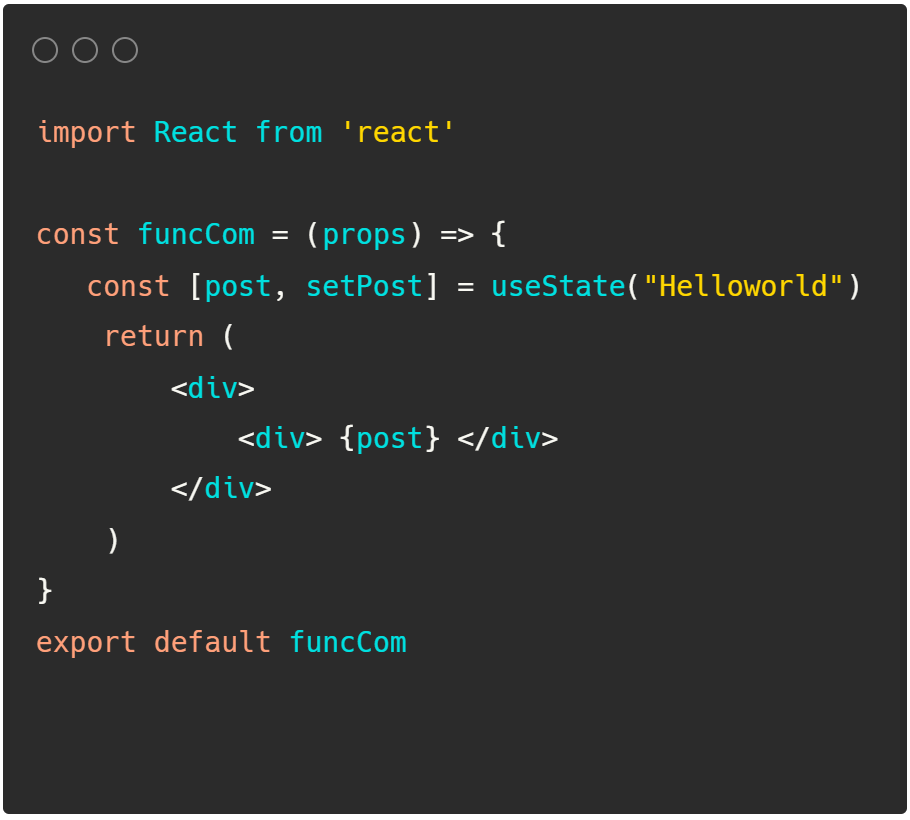 import React from 'react'
const funcCom = (props) => {
const [post, setPost] = useState("Helloworld")
return (
<div>
<div> {post} </div>
</div>
)
}
export default funcCom